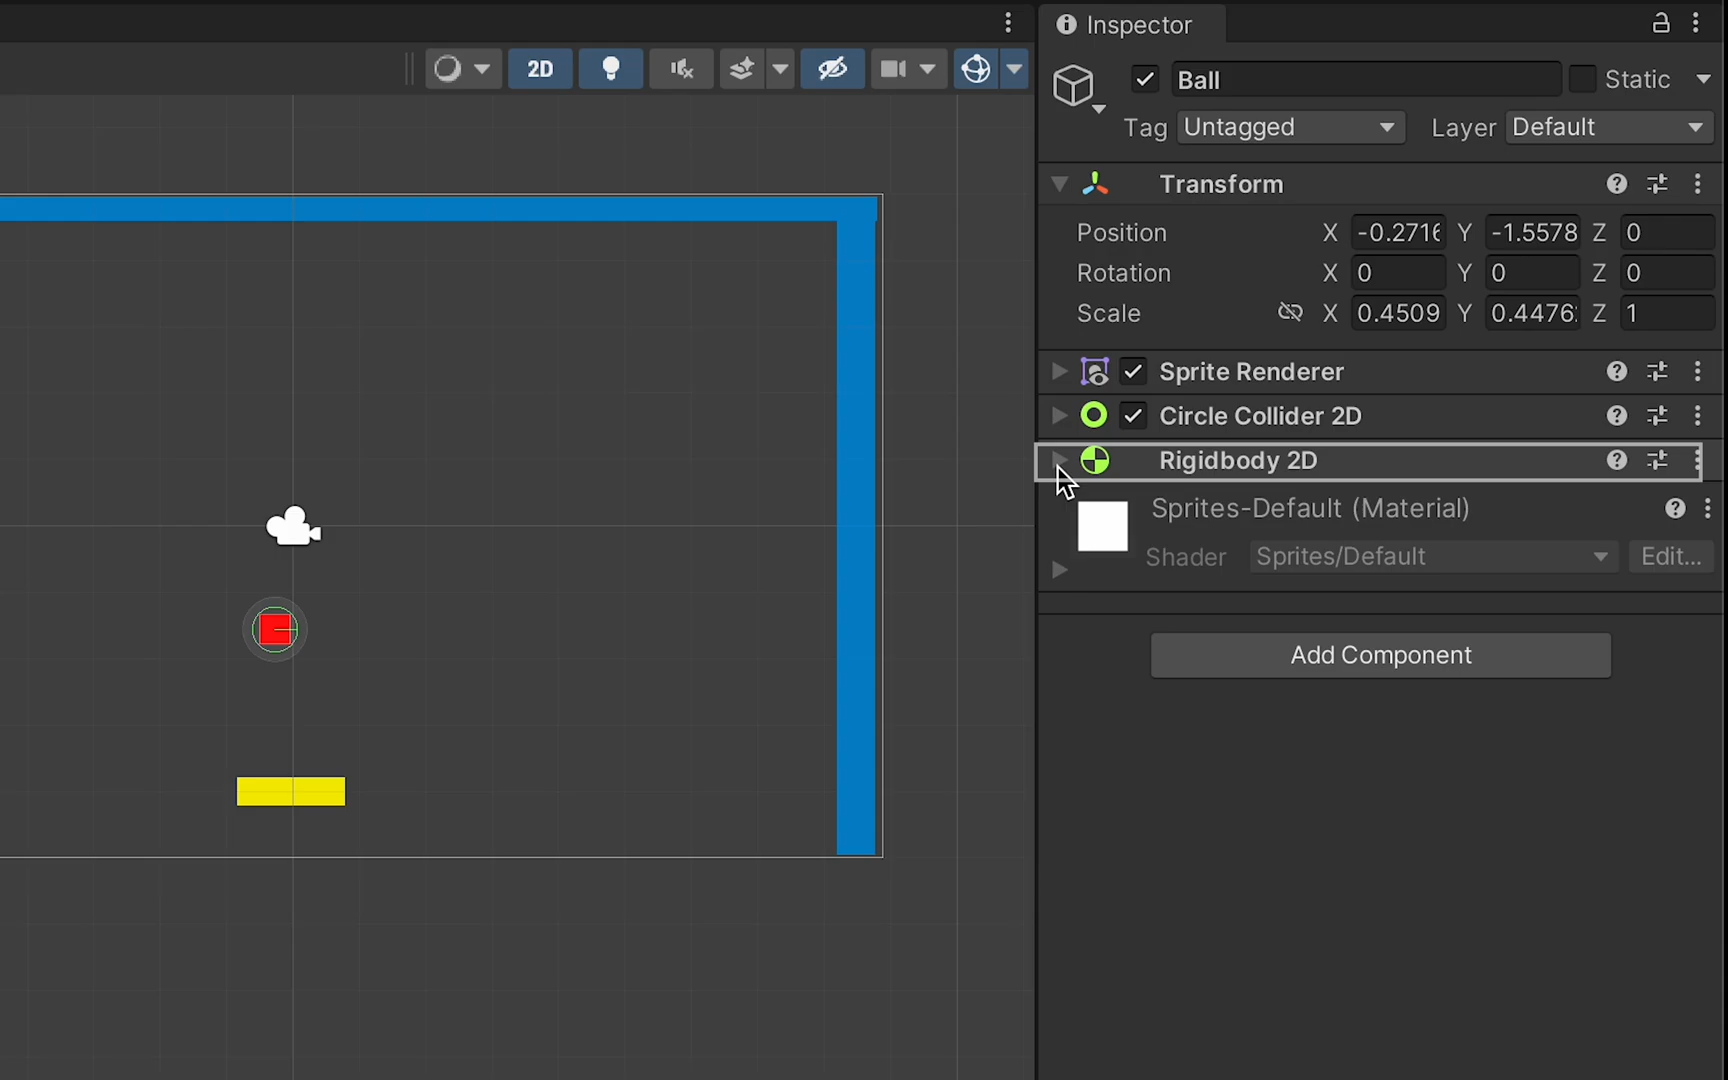 Inspector
2D
Ball
Static
Tag Untagged Layer Default
Transform
Position X -0.2716 Y -1.5578 Z 0
Rotation X 0 Y 0 Z 0
Scale X 0.4509 Y 0.4476 Z 1
Sprite Renderer
Circle Collider 2D
Rigidbody 2D
Sprites-Default (Material)
Shader Sprites/Default Edit...
Add Component